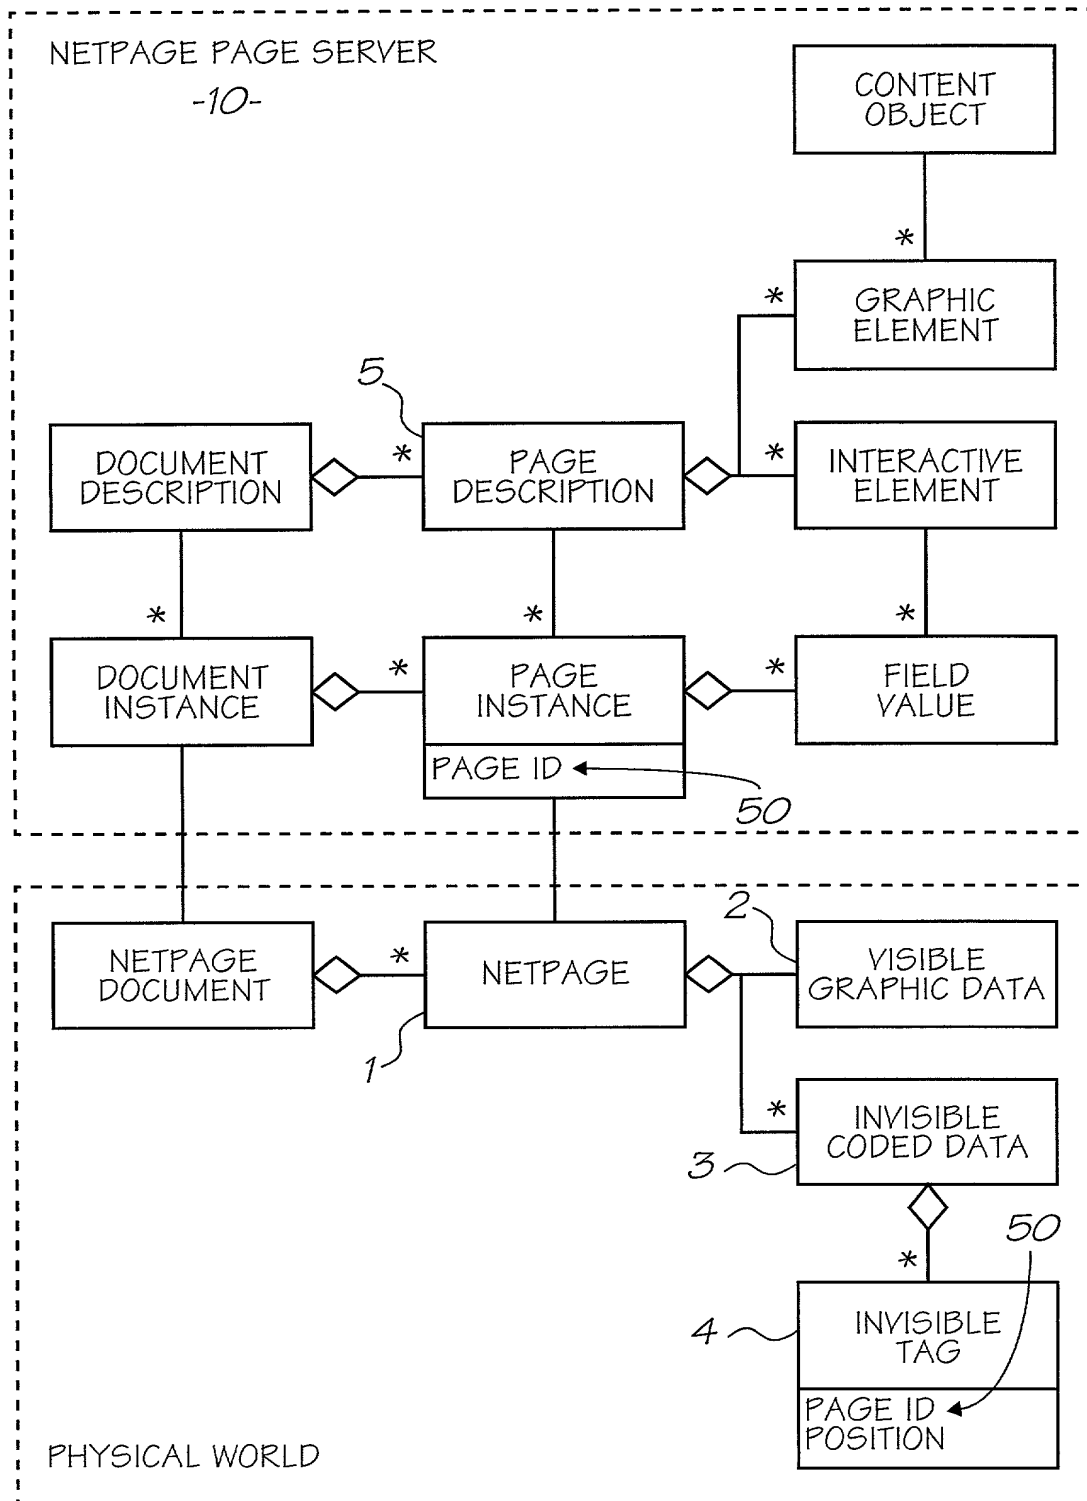 NETPAGE PAGE SERVER
-10-
CONTENT
OBJECT
*
*
GRAPHIC
ELEMENT
5
DOCUMENT
DESCRIPTION
*
PAGE
DESCRIPTION
*
INTERACTIVE
ELEMENT
*
*
*
DOCUMENT
INSTANCE
*
PAGE
INSTANCE
*
FIELD
VALUE
PAGE ID
50
2
NETPAGE
DOCUMENT
*
NETPAGE
VISIBLE
GRAPHIC DATA
1
*
INVISIBLE
CODED DATA
3
50
*
4
INVISIBLE
TAG
PAGE ID
POSITION
PHYSICAL WORLD